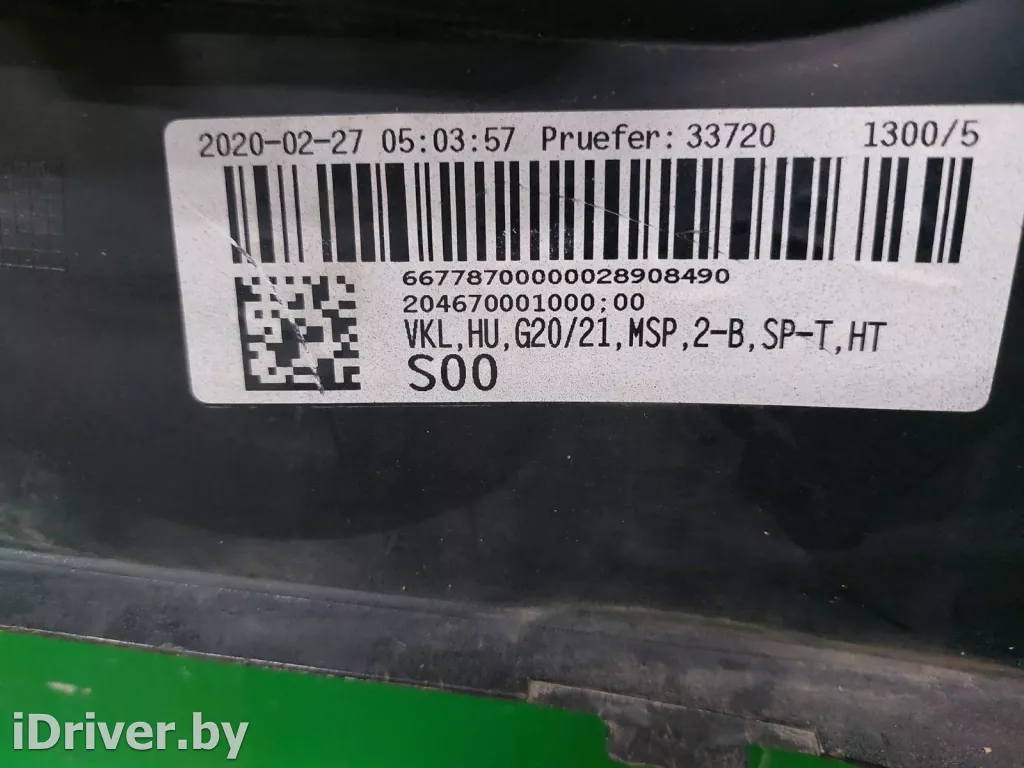 2020-02-27 05:03:57 Pruefer: 33720 1300/5
66778700000028908490
204670001000;00
VKL,HU,G20/21,MSP,2-B,SP-T,HT
S00
iDriver.by